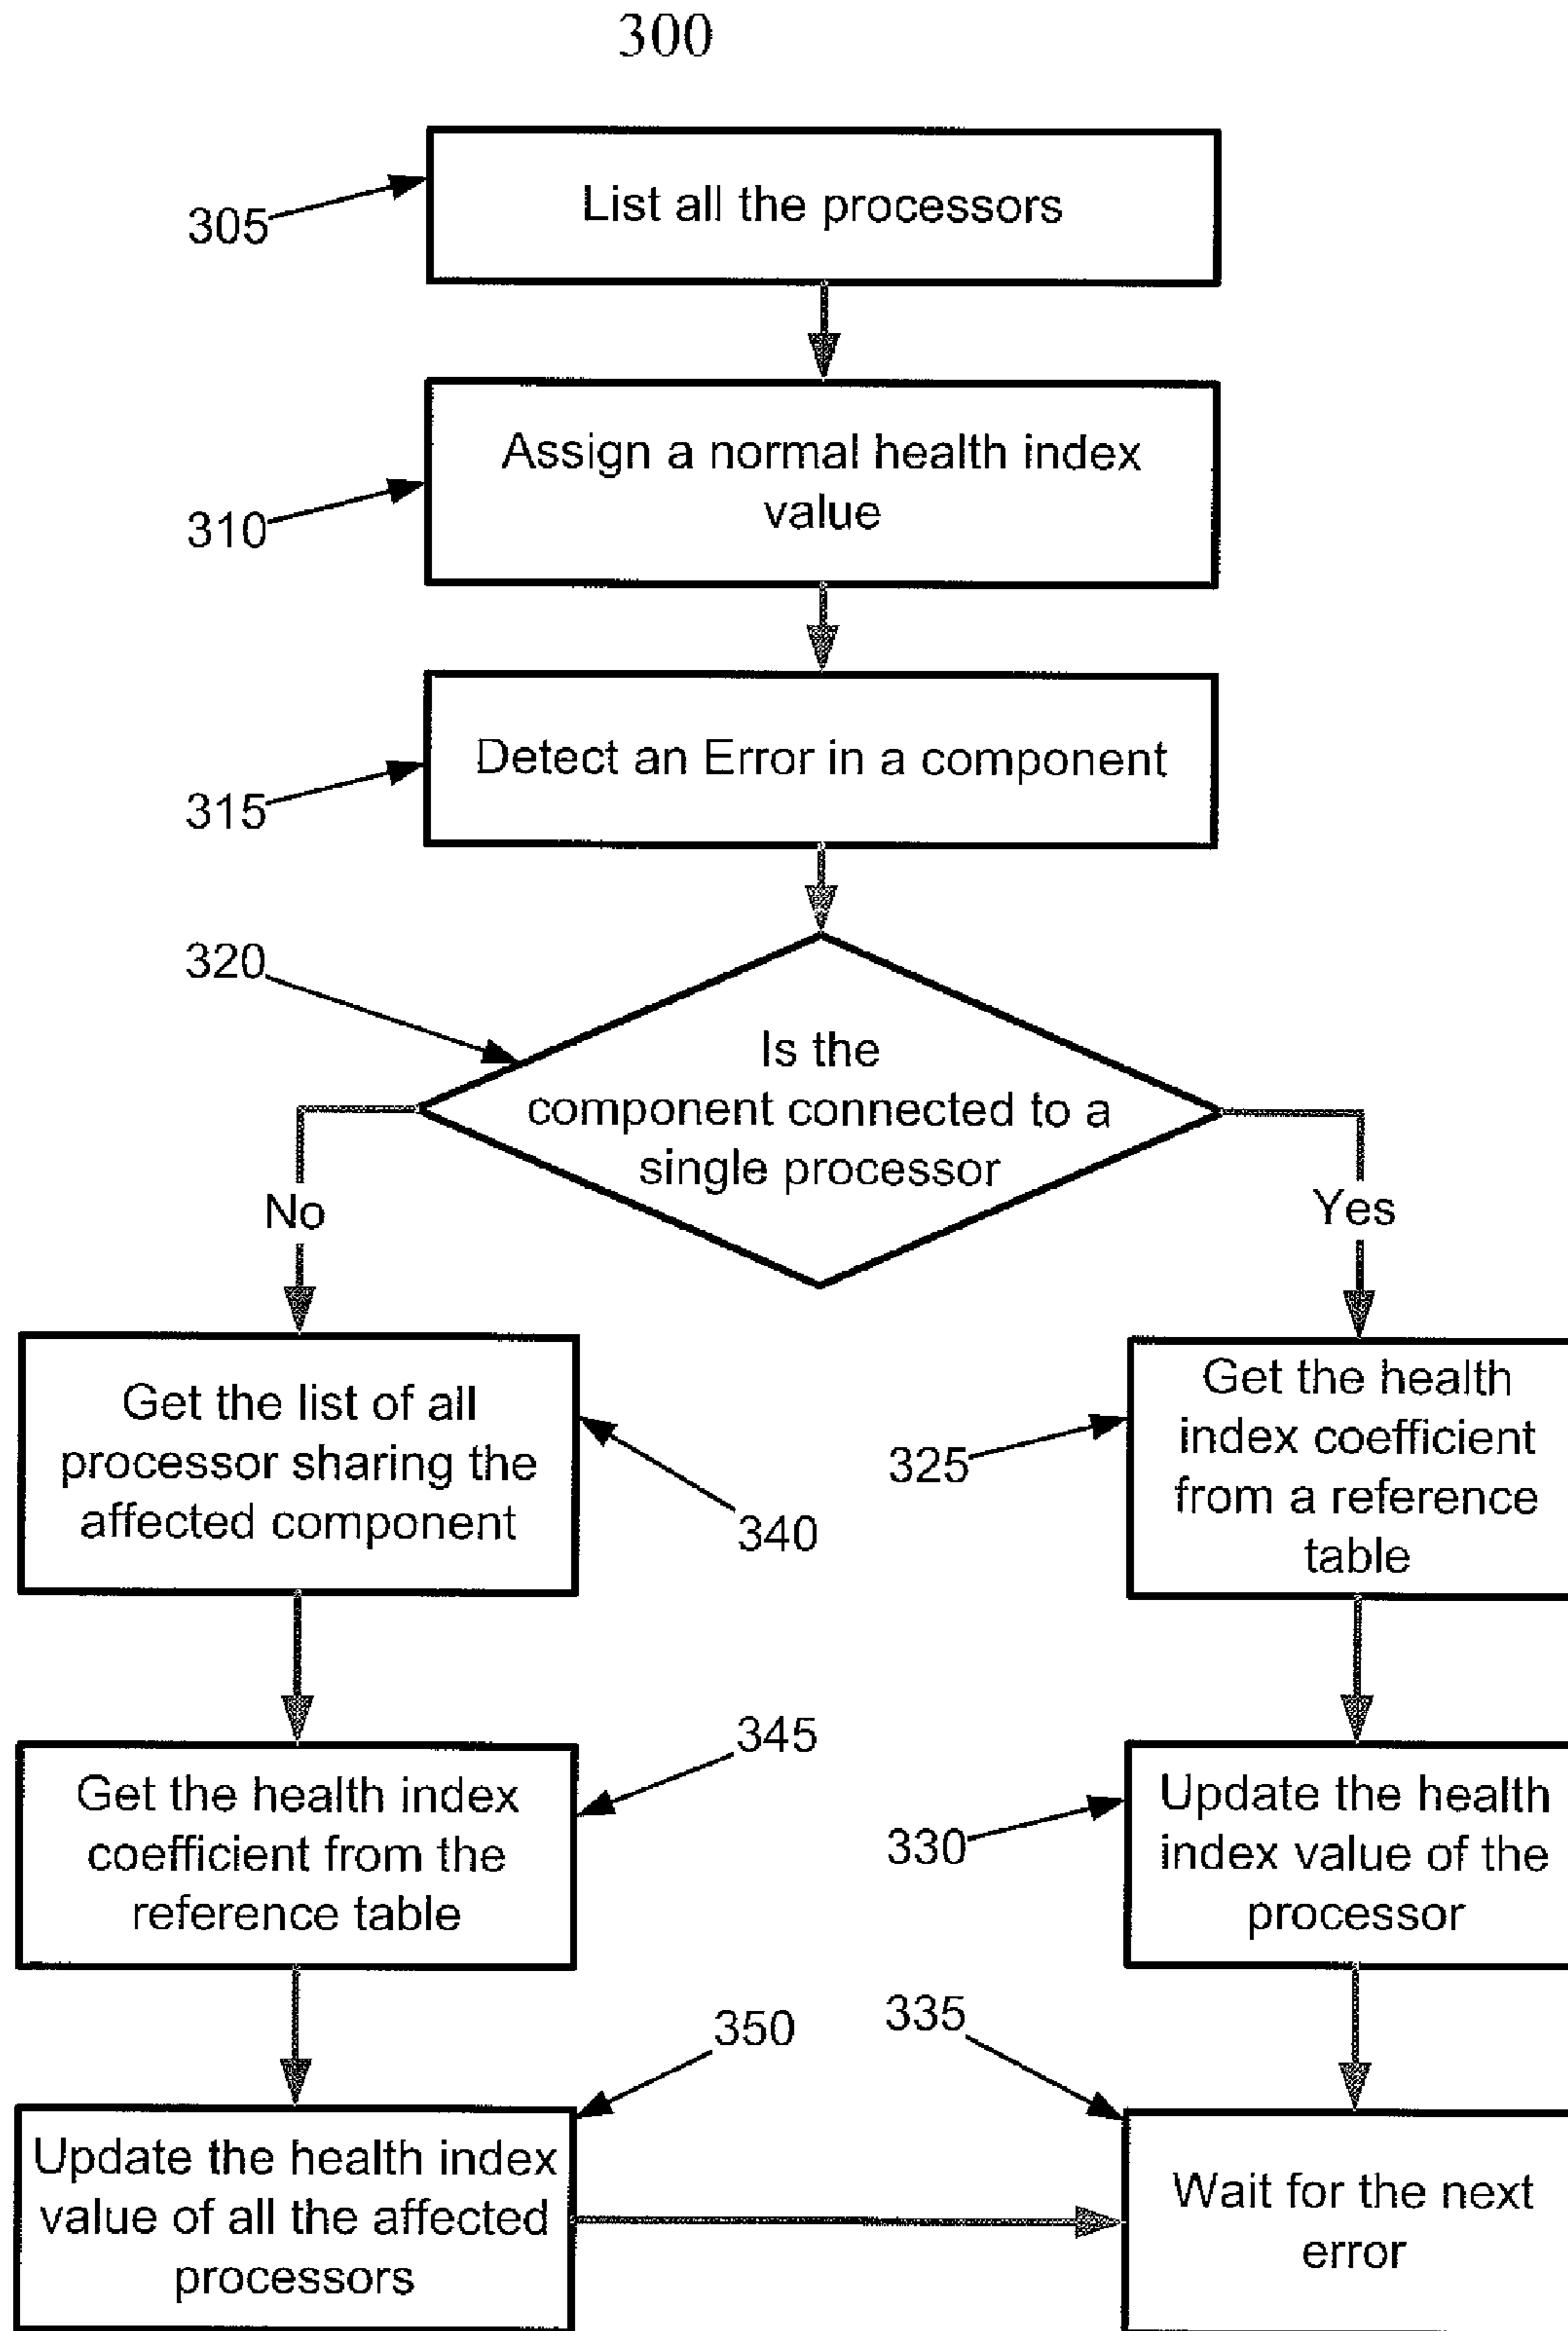 300
305
List all the processors
310
Assign a normal health index
value
315
Detect an Error in a component
320
Is the
component connected to a
single processor
No
Yes
Get the list of all
processor sharing the
affected component
340
325
Get the health
index coefficient
from a reference
table
345
Get the health index
coefficient from the
reference table
330
Update the health
index value of the
processor
350
335
Update the health index
value of all the affected
processors
Wait for the next
error